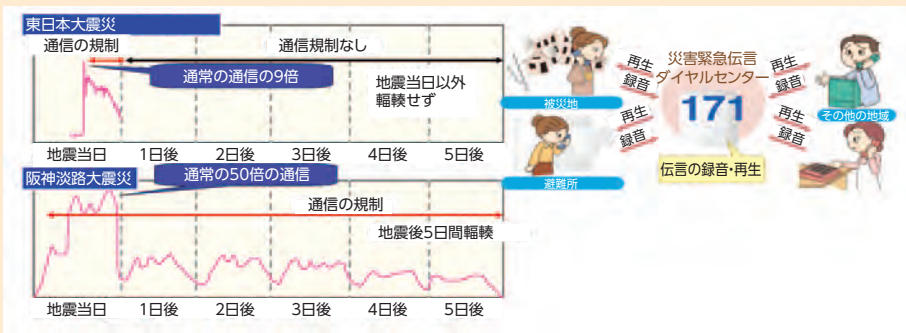 東日本大震災
通信の規制
通信規制なし
通常の通信の9倍
地震当日以外
輻輳せず
地震当日
1日後
2日後
3日後
4日後
5日後
阪神淡路大震災
通常の50倍の通信
通信の規制
地震後5日間輻輳
地震当日
1日後
2日後
3日後
4日後
5日後
被災地
避難所
再生
録音
再生
録音
災害緊急伝言
ダイヤルセンター
171
伝言の録音・再生
再生
録音
再生
録音
その他の地域